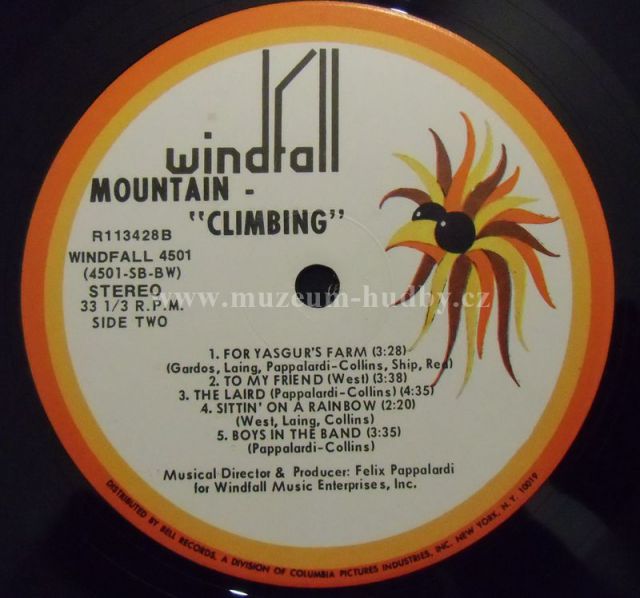 windfall
MOUNTAIN -
"CLIMBING"
R113428B
WINDFALL 4501
(4501-SB-BW)
STEREO
33 1/3 R.P.M.
SIDE TWO
www.muzeum-hudby.cz
1. FOR YASGUR'S FARM (3:28)
(Gardos, Laing, Pappalardi-Collins, Ship, Rea)
2. TO MY FRIEND (West) (3:38)
3. THE LAIRD (Pappalardi-Collins) (4:35)
4. SITTIN' ON A RAINBOW (2:20)
(West, Laing, Collins)
5. BOYS IN THE BAND (3:35)
(Pappalardi-Collins)
Musical Director & Producer: Felix Pappalardi
for Windfall Music Enterprises, Inc.
DISTRIBUTED BY BELL RECORDS, A DIVISION OF COLUMBIA PICTURES INDUSTRIES, INC. NEW YORK, N.Y. 10019